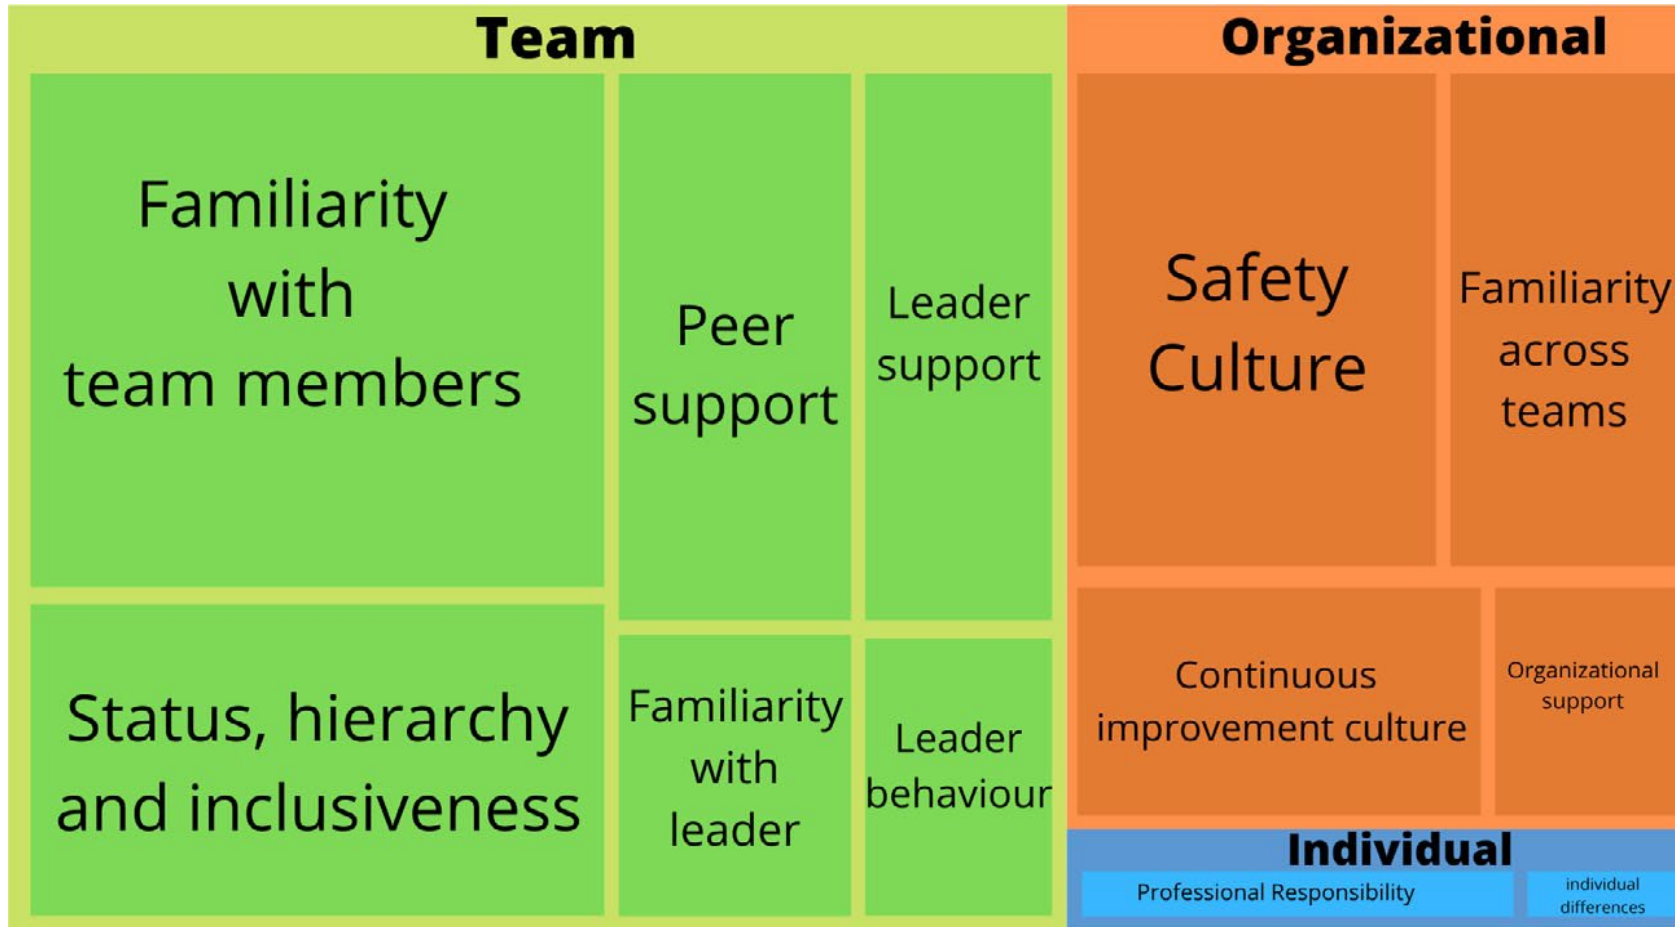 Team
Familiarity
with
team members
Status, hierarchy
and inclusiveness
Peer
support
Familiarity
with
leader
Leader
support
Leader
behaviour
Organizational
Safety
Culture
Familiarity
across
teams
Continuous
improvement culture
Organizational
support
Individual
Professional Responsibility
individual
differences